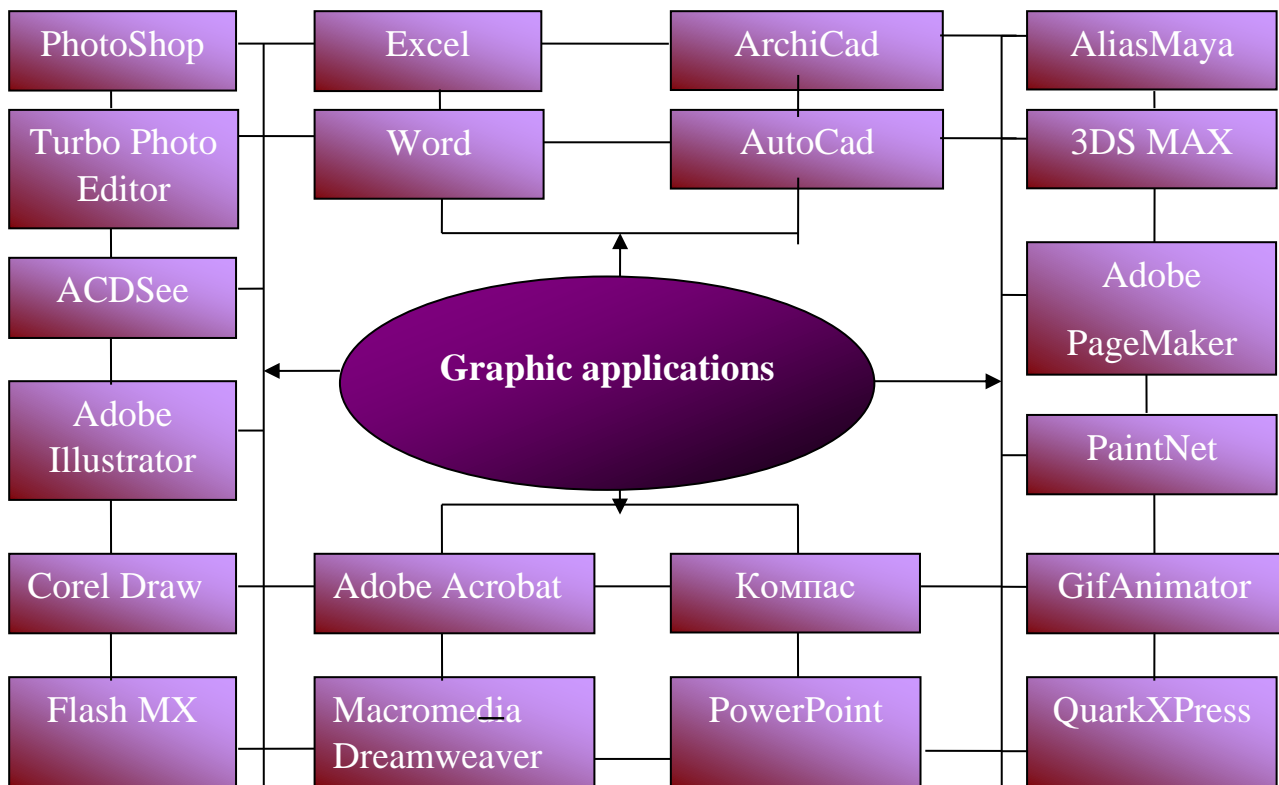 PhotoShop
Excel
ArchiCad
AliasMaya
Turbo Photo
Editor
Word
AutoCad
3DS MAX
ACDSee
Adobe
PageMaker
Graphic applications
Adobe
Illustrator
PaintNet
Corel Draw
Adobe Acrobat
Компас
GifAnimator
Flash MX
Macromedia
Dreamweaver
PowerPoint
QuarkXPress